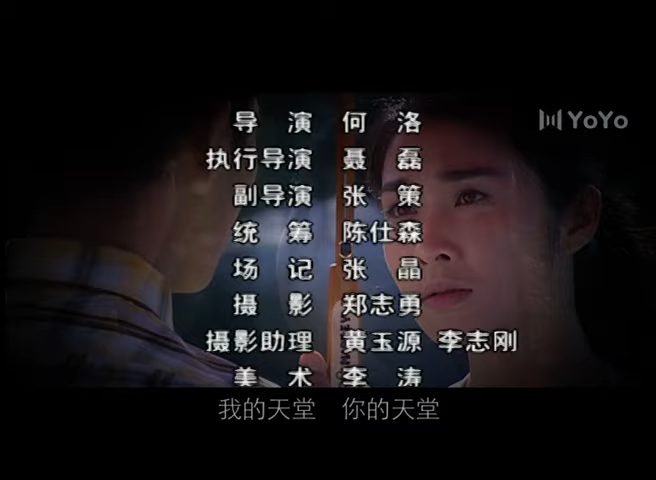 YoYo
导 演 何 洛
执行导演 聂 磊
副导演 张 策
统 筹 陈仕森
场 记 张 晶
摄 影 郑志勇
摄影助理 黄玉源 李志刚
美 术 李 涛
我的天堂 你的天堂